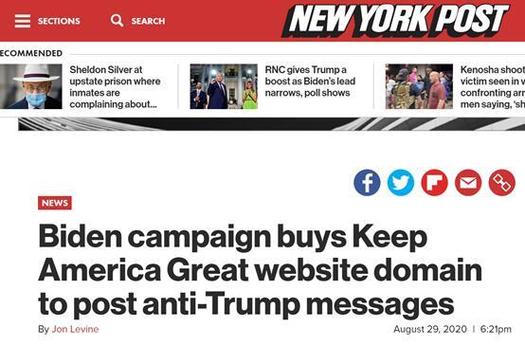 SECTIONS
SEARCH
NEW YORK POST
ECOMMENDED
Sheldon Silver at
upstate prison where
inmates are
complaining about...
RNC gives Trump a
boost as Biden's lead
narrows, poll shows
Kenosha shoot
victim seen in v
confronting arr
men saying, 'sh
NEWS
Biden campaign buys Keep
America Great website domain
to post anti-Trump messages
By Jon Levine
August 29, 2020 | 6:21pm